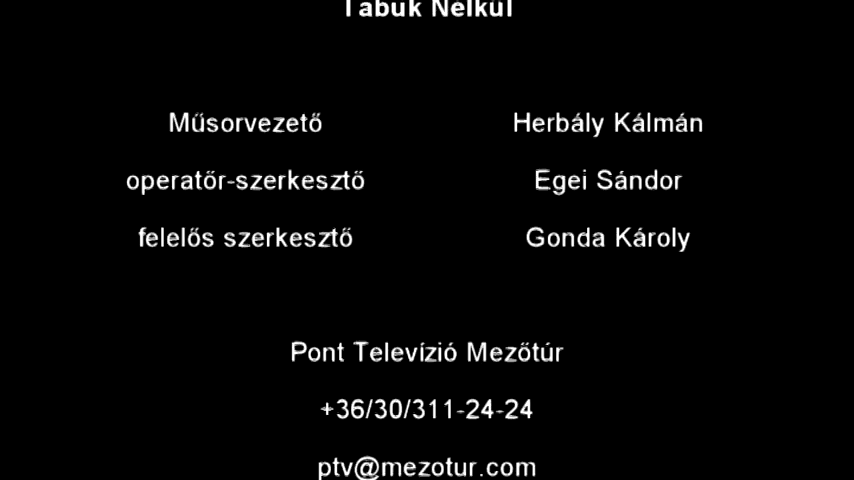 Tabuk Nélkül
Műsorvezető Herbály Kálmán
operatőr-szerkesztő Egei Sándor
felelős szerkesztő Gonda Károly
Pont Televízió Mezőtúr
+36/30/311-24-24
ptv@mezotur.com